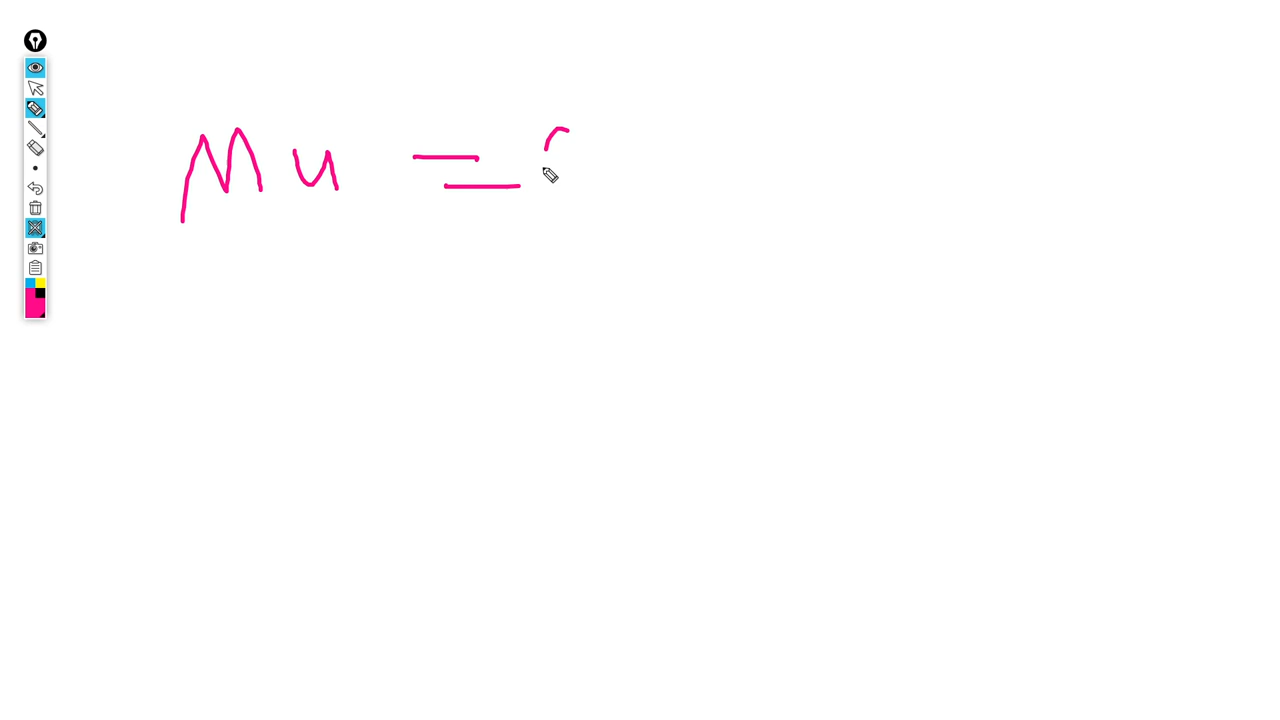 Mu =